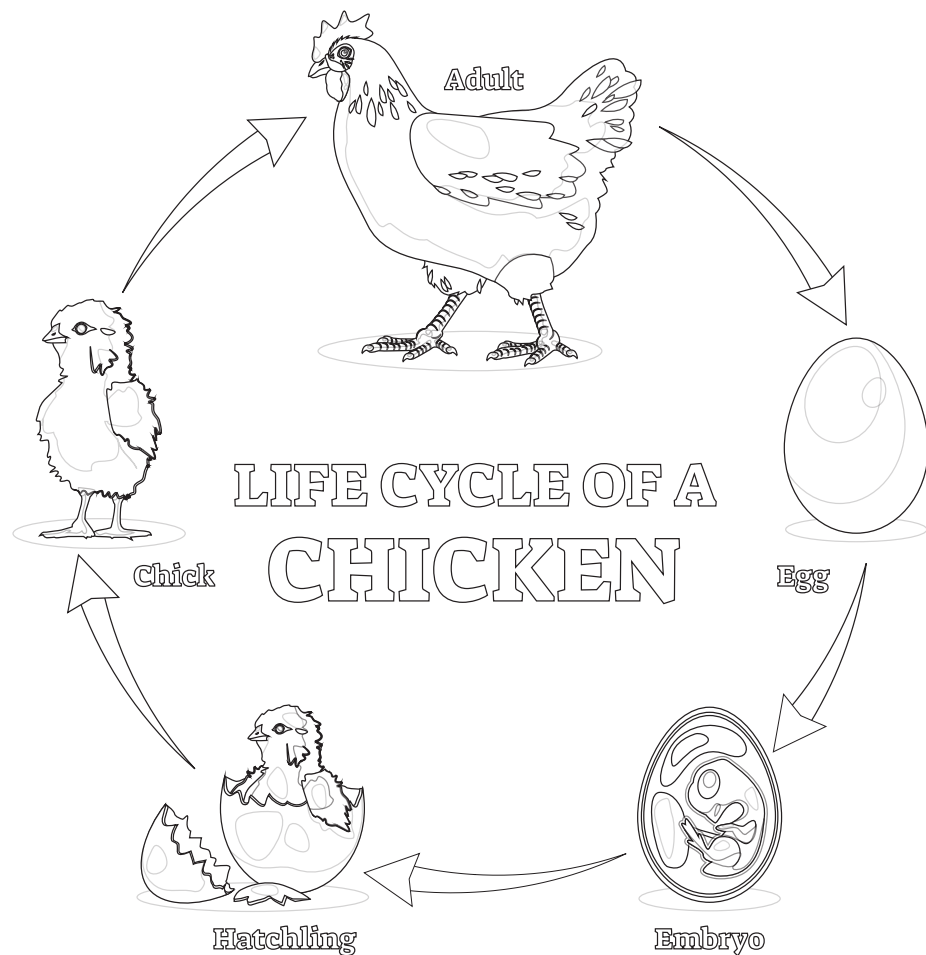 Adult
LIFE CYCLE OF A
CHICKEN
Chick
Egg
Hatchling
Embryo